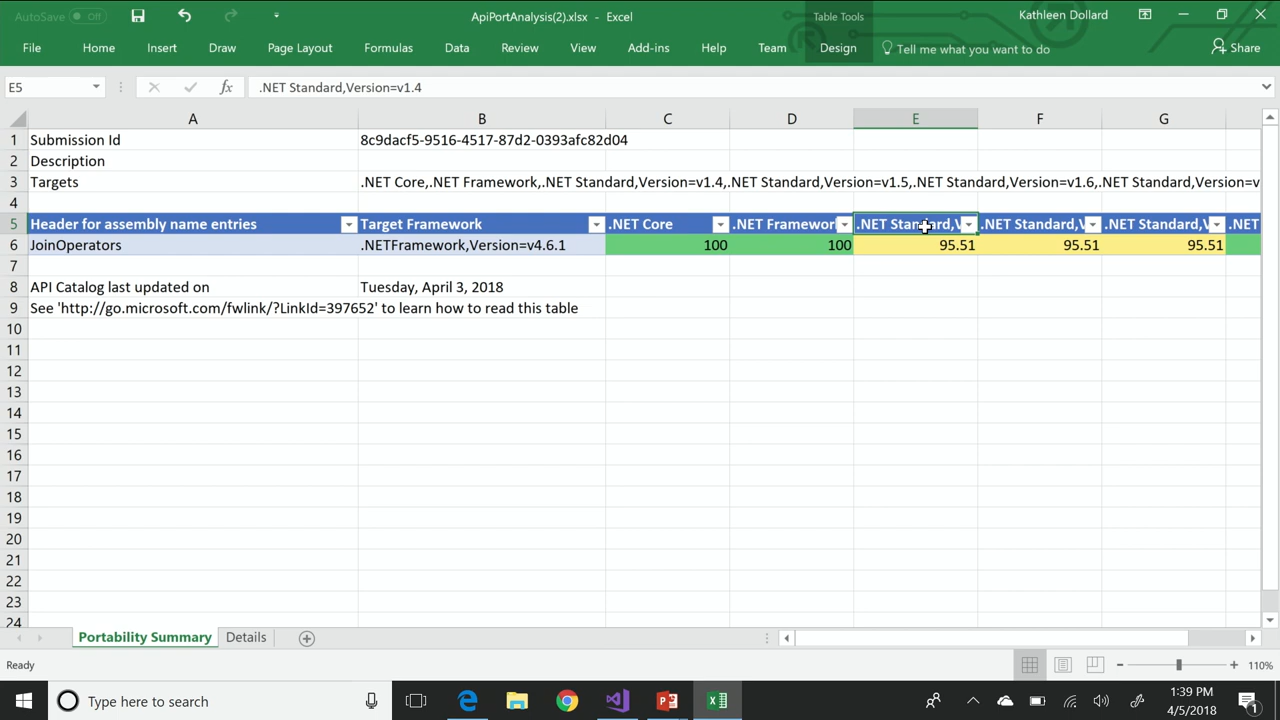 AutoSave Off ApiPortAnalysis(2).xlsx - Excel Table Tools Kathleen Dollard
File Home Insert Draw Page Layout Formulas Data Review View Add-ins Help Team Design Tell me what you want to do Share
E5 fx .NET Standard,Version=v1.4
A B C D E F G
1 Submission Id 8c9dacf5-9516-4517-87d2-0393afc82d04
2 Description
3 Targets .NET Core,.NET Framework,.NET Standard,Version=v1.4,.NET Standard,Version=v1.5,.NET Standard,Version=v1.6,.NET Standard,Version=v
4
5 Header for assembly name entries Target Framework .NET Core .NET Framewor .NET Standard,V .NET Standard,V .NET Standard,V .NET
6 JoinOperators .NETFramework,Version=v4.6.1 100 100 95.51 95.51 95.51
7
8 API Catalog last updated on Tuesday, April 3, 2018
9 See 'http://go.microsoft.com/fwlink/?LinkId=397652' to learn how to read this table
10
11
12
13
14
15
16
17
18
19
20
21
22
23
24
Portability Summary Details
Ready 110%
Type here to search 1:39 PM
4/5/2018 1